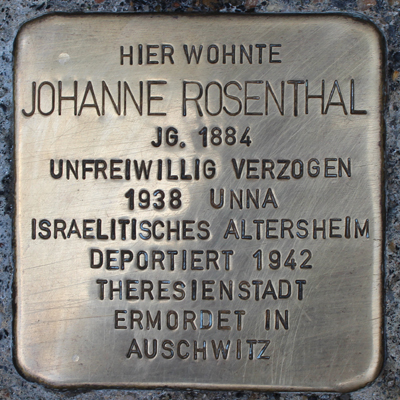 HIER WOHNTE
JOHANNE ROSENTHAL
JG. 1884
UNFREIWILLIG VERZOGEN
1938 UNNA
ISRAELITISCHES ALTERSHEIM
DEPORTIERT 1942
THERESIENSTADT
ERMORDET IN
AUSCHWITZ